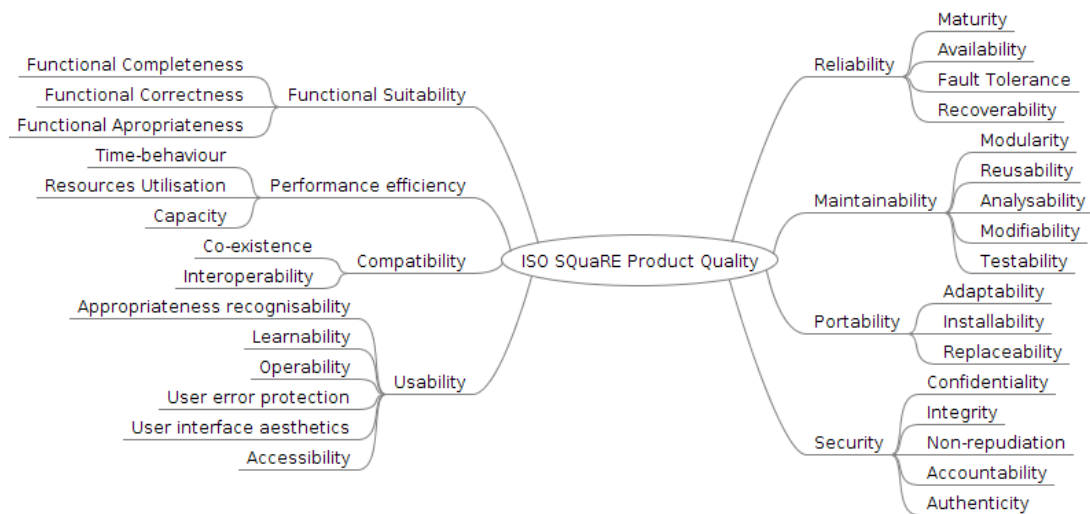 ISO SQuaRE Product Quality
Functional Suitability
Functional Completeness
Functional Correctness
Functional Apropriateness
Performance efficiency
Time-behaviour
Resources Utilisation
Capacity
Compatibility
Co-existence
Interoperability
Usability
Appropriateness recognisability
Learnability
Operability
User error protection
User interface aesthetics
Accessibility
Reliability
Maturity
Availability
Fault Tolerance
Recoverability
Maintainability
Modularity
Reusability
Analysability
Modifiability
Testability
Portability
Adaptability
Installability
Replaceability
Security
Confidentiality
Integrity
Non-repudiation
Accountability
Authenticity